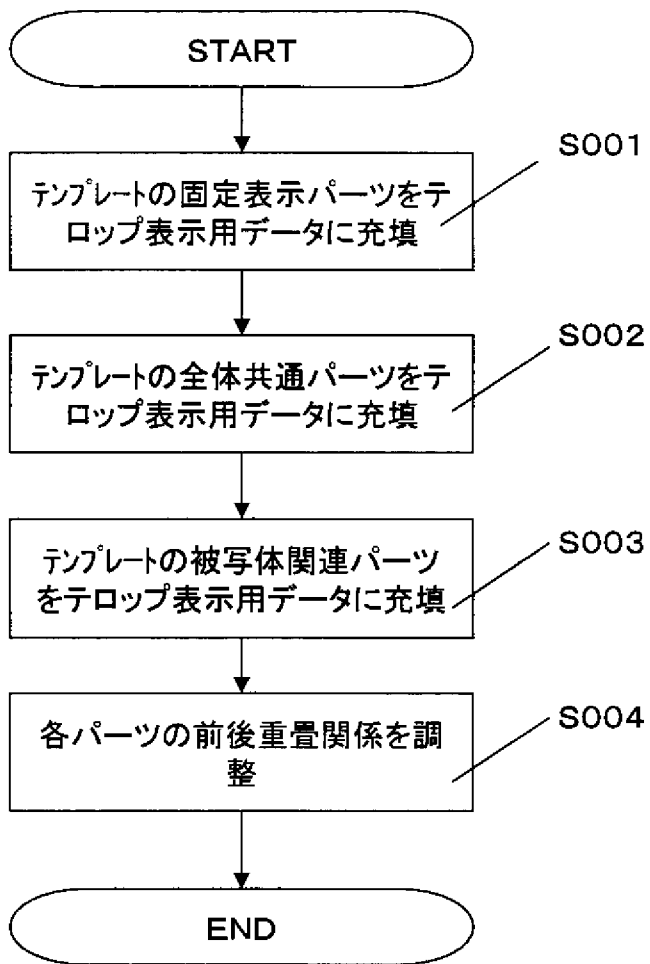 START
S001
テンプレートの固定表示パーツをテ
ロップ表示用データに充填
S002
テンプレートの全体共通パーツをテ
ロップ表示用データに充填
S003
テンプレートの被写体関連パーツ
をテロップ表示用データに充填
S004
各パーツの前後重畳関係を調
整
END